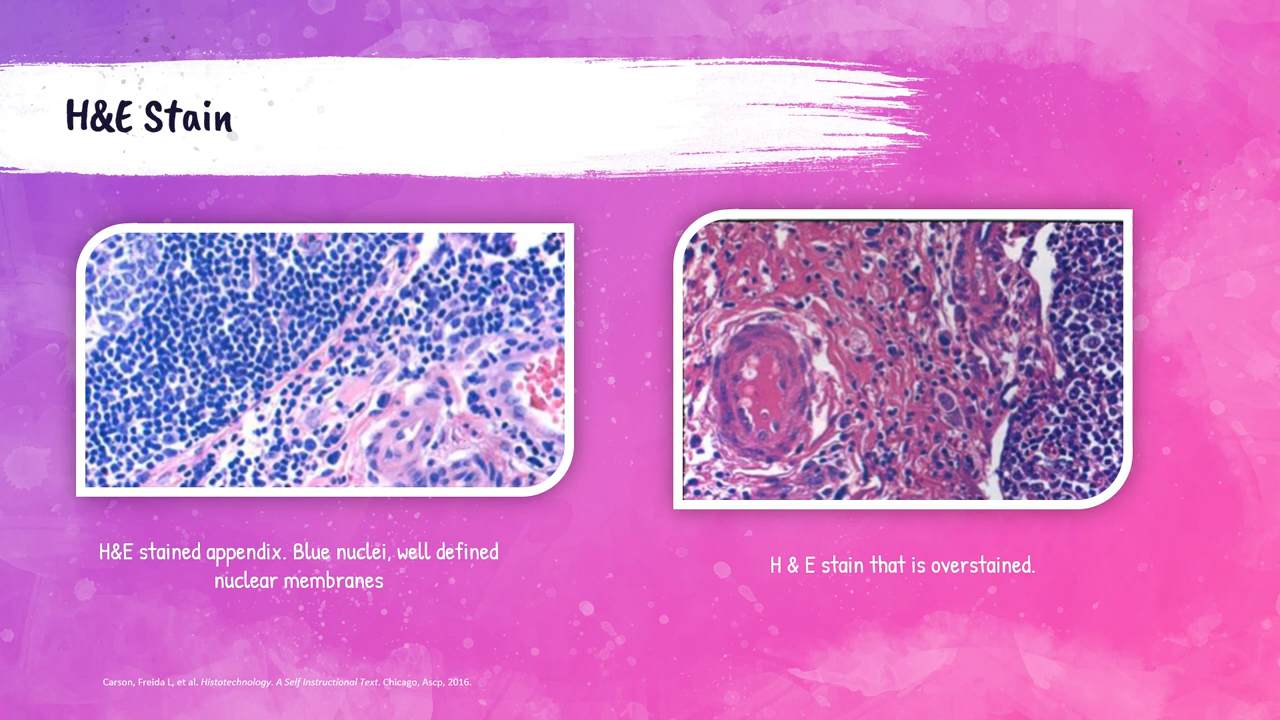 H&E Stain
H&E stained appendix. Blue nuclei, well defined
nuclear membranes
H & E stain that is overstained.
Carson, Freida L, et al. Histotechnology. A Self Instructional Text. Chicago, Ascp, 2016.